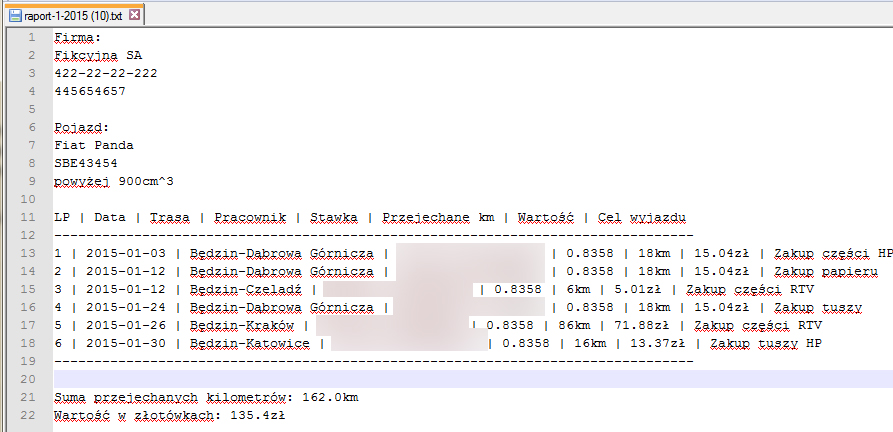 raport-1-2015 (10).txt
1 Firma:
2 Fikcyjna SA
3 422-22-22-222
4 445654657
5
6 Pojazd:
7 Fiat Panda
8 SBE43454
9 powyżej 900cm^3
10
11 LP | Data | Trasa | Pracownik | Stawka | Przejechane km | Wartość | Cel wyjazdu
12 --------------------------------------------------------------------------------
13 1 | 2015-01-03 | Będzin-Dąbrowa Górnicza | | 0.8358 | 18km | 15.04zł | Zakup części HP
14 2 | 2015-01-12 | Będzin-Dąbrowa Górnicza | | 0.8358 | 18km | 15.04zł | Zakup papieru
15 3 | 2015-01-12 | Będzin-Czeladź | | 0.8358 | 6km | 5.01zł | Zakup części RTV
16 4 | 2015-01-24 | Będzin-Dąbrowa Górnicza | | 0.8358 | 18km | 15.04zł | Zakup tuszy
17 5 | 2015-01-26 | Będzin-Kraków | | 0.8358 | 86km | 71.88zł | Zakup części RTV
18 6 | 2015-01-30 | Będzin-Katowice | | 0.8358 | 16km | 13.37zł | Zakup tuszy HP
19 --------------------------------------------------------------------------------
20
21 Suma przejechanych kilometrów: 162.0km
22 Wartość w złotówkach: 135.4zł